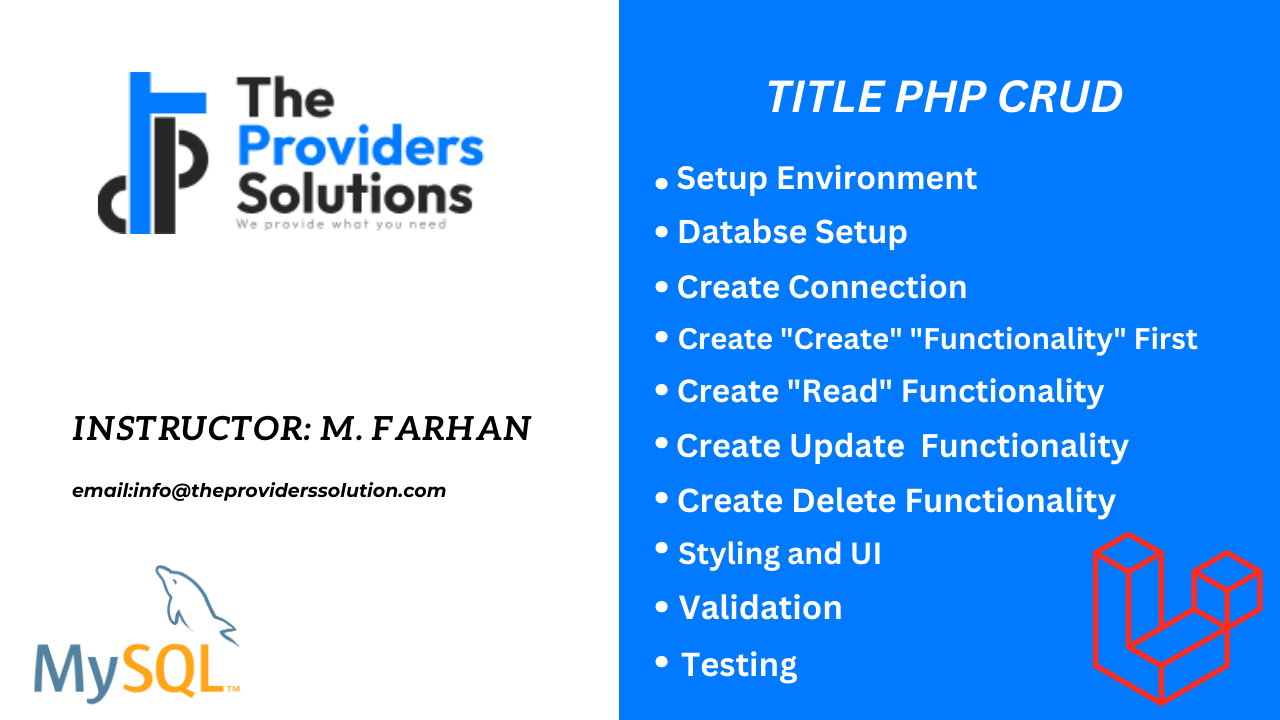 The
Providers
Solutions
We provide what you need
INSTRUCTOR: M. FARHAN
email:info@theproviderssolution.com
MySQL™
TITLE PHP CRUD
• Setup Environment
• Databse Setup
• Create Connection
• Create "Create" "Functionality" First
• Create "Read" Functionality
• Create Update  Functionality
• Create Delete Functionality
• Styling and UI
• Validation
• Testing